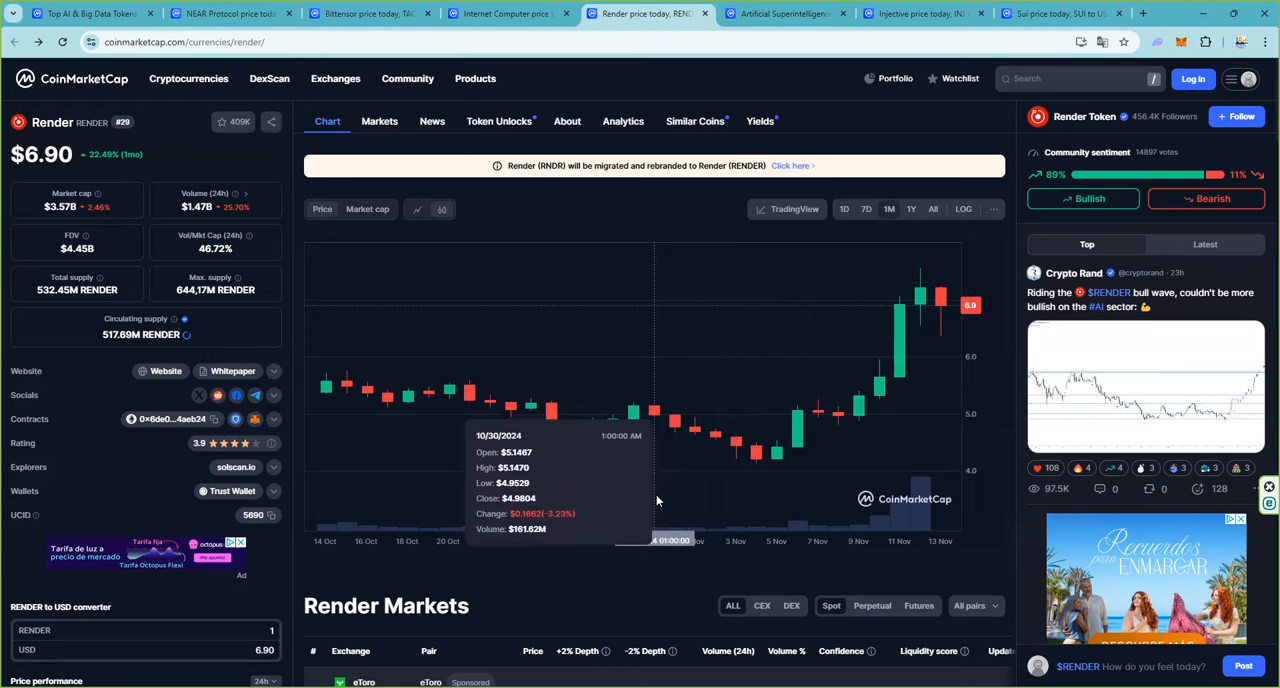 Top AI & Big Data Tokens
NEAR Protocol price toda
Bittensor price today, TAO
Internet Computer price t
Render price today, REND
Artificial Superintelligenc
Injective price today, INJ
Sui price today, SUI to US
coinmarketcap.com/currencies/render/
CoinMarketCap
Cryptocurrencies
DexScan
Exchanges
Community
Products
Portfolio
Watchlist
Search
/
Log In
Render RENDER #29
409K
$6.90
22.49% (1mo)
Market cap
$3.57B 2.46%
Volume (24h)
$1.47B 25.70%
FDV
$4.45B
Vol/Mkt Cap (24h)
46.72%
Total supply
532.45M RENDER
Max. supply
644,17M RENDER
Circulating supply
517.69M RENDER
Website
Website
Whitepaper
Socials
Contracts
0x6de0...4aeb24
Rating
3.9
Explorers
solscan.io
Wallets
Trust Wallet
UCID
5690
Tarifa de luz a
precio de mercado
Tarifa fija
Tarifa Octopus Flexi
octopus
Ad
RENDER to USD converter
RENDER
1
USD
6.90
Price performance
24h
Chart
Markets
News
Token Unlocks
About
Analytics
Similar Coins
Yields
Render (RNDR) will be migrated and rebranded to Render (RENDER) Click here
Price
Market cap
TradingView
1D
7D
1M
1Y
All
LOG
6.9
6.0
5.0
4.0
10/30/2024
1:00:00 AM
Open: $5.1467
High: $5.1470
Low: $4.9529
Close: $4.9804
Change: $0.1662(-3.23%)
Volume: $161.62M
CoinMarketCap
14 Oct
16 Oct
18 Oct
20 Oct
4 01:00:00
ov
3 Nov
5 Nov
7 Nov
9 Nov
11 Nov
13 Nov
Render Markets
ALL
CEX
DEX
Spot
Perpetual
Futures
All pairs
#
Exchange
Pair
Price
+2% Depth
-2% Depth
Volume (24h)
Volume %
Confidence
Liquidity score
Update
eToro
eToro
Sponsored
Render Token
456.4K Followers
+ Follow
Community sentiment
14897 votes
89%
11%
Bullish
Bearish
Top
Latest
Crypto Rand
@cryptorand · 23h
Riding the $RENDER bull wave, couldn't be more
bullish on the #AI sector:
108
4
4
3
3
3
3
97.5K
0
0
128
Recuerdos
para
ENMARCAR
DESCUBRE MÁS
$RENDER How do you feel today?
Post